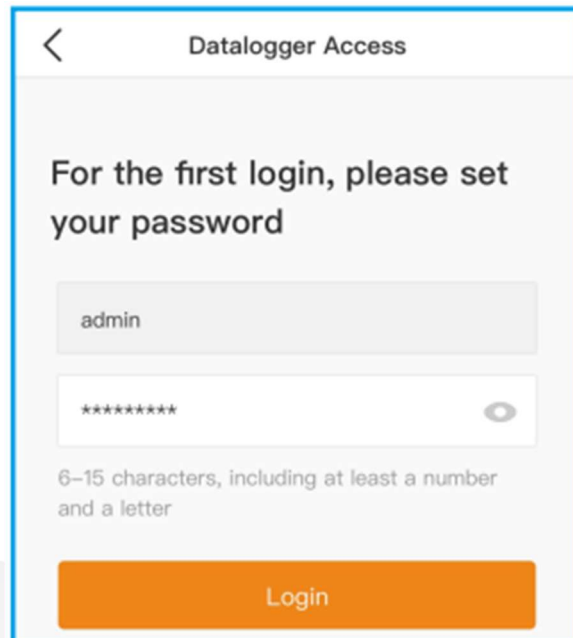 Datalogger Access
For the first login, please set
your password
admin
*********
6–15 characters, including at least a number
and a letter
Login